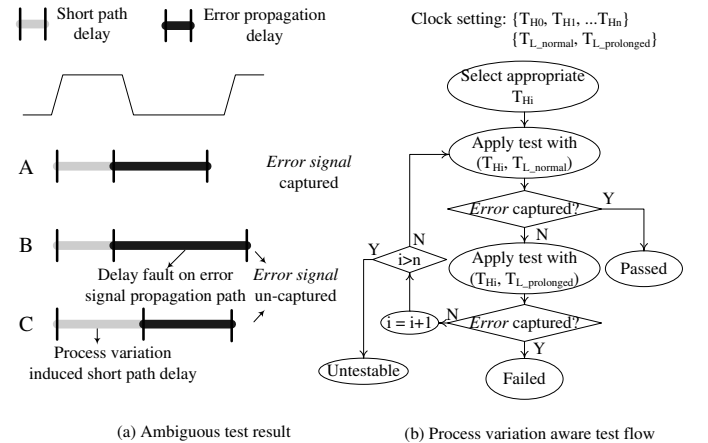 Short path
delay
Error propagation
delay
A
Error signal
captured
B
Delay fault on error
signal propagation path
Error signal
un-captured
C
Process variation
induced short path delay
(a) Ambiguous test result
Clock setting: {T_H0, T_H1, ...T_Hn}
{T_L_normal, T_L_prolonged}
Select appropriate
T_Hi
Apply test with
(T_Hi, T_L_normal)
Error captured?
Y
N
Passed
Apply test with
(T_Hi, T_L_prolonged)
Y
N
i>n
i = i+1
N
Error captured?
Y
Untestable
Failed
(b) Process variation aware test flow